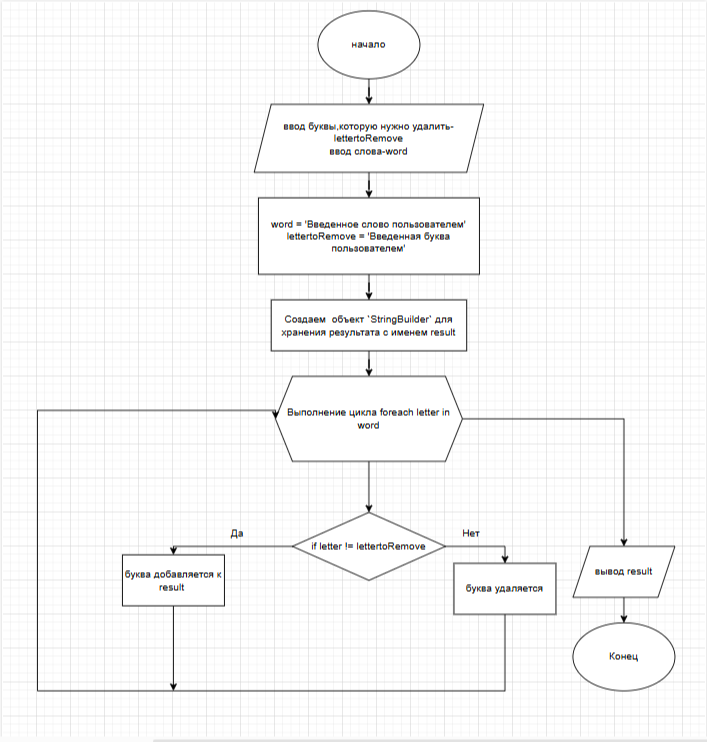 начало
ввод буквы,которую нужно удалить-
lettertoRemove
ввод слова-word
word = 'Введенное слово пользователем'
lettertoRemove = 'Введенная буква
пользователем'
Создаем объект `StringBuilder` для
хранения результата с именем result
Выполнение цикла foreach letter in
word
Да
if letter != lettertoRemove
Нет
буква добавляется к
result
буква удаляется
вывод result
Конец